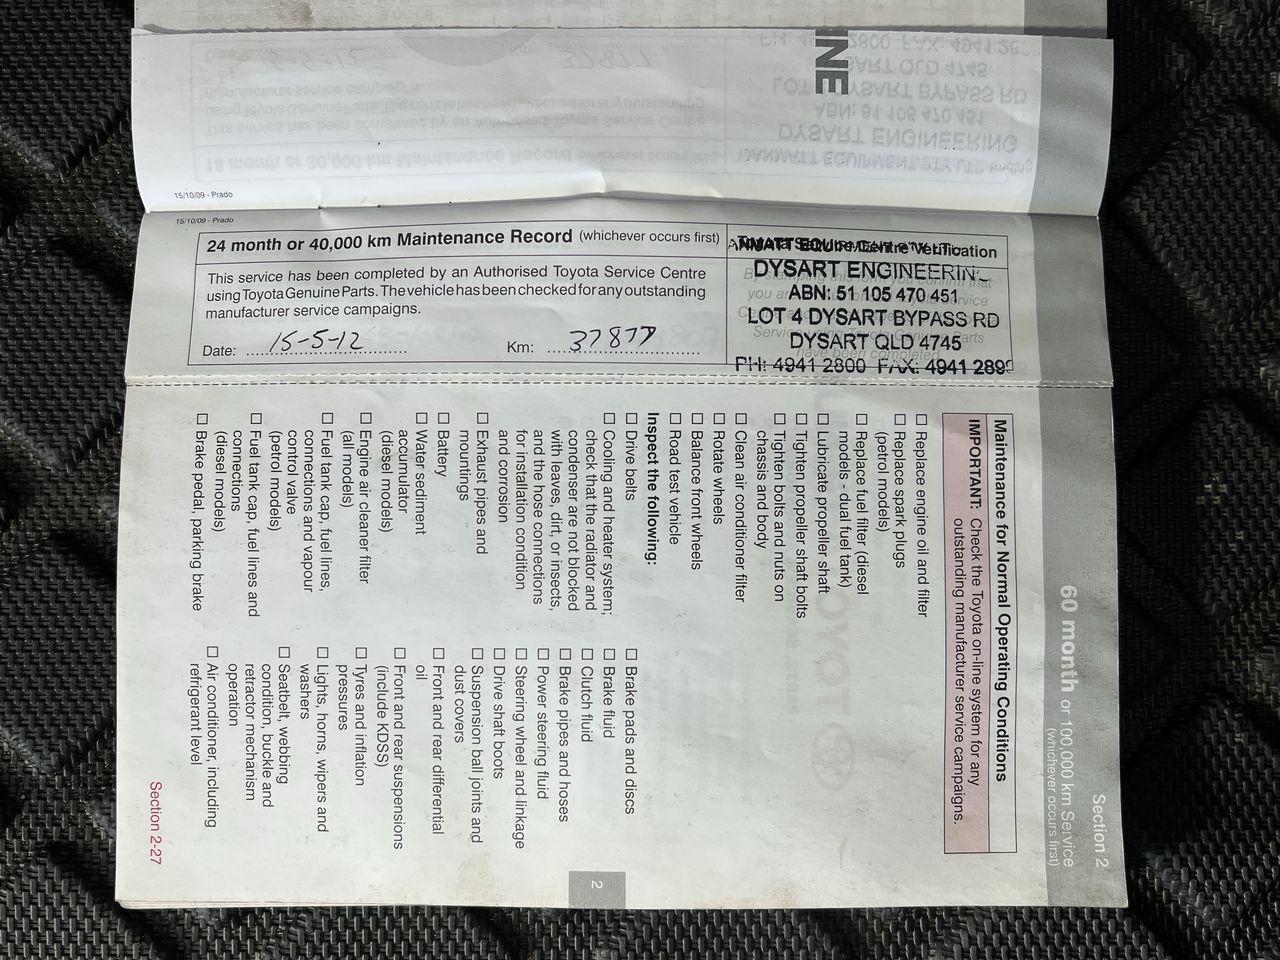 INE
15/10/09 - Prado
15/10/09 - Prado
24 month or 40,000 km Maintenance Record (whichever occurs first)
This service has been completed by an Authorised Toyota Service Centre
using Toyota Genuine Parts. The vehicle has been checked for any outstanding
manufacturer service campaigns.
Date: 15-5-12 Km: 37877
DYSART ENGINEERIN
ABN: 51 105 470 451
LOT 4 DYSART BYPASS RD
DYSART QLD 4745
PH: 4941 2800 FAX: 4941 2899
Section 2
60 month or 100,000 km Service
(whichever occurs first)
Maintenance for Normal Operating Conditions
IMPORTANT: Check the Toyota on-line system for any
outstanding manufacturer service campaigns.
☐ Replace engine oil and filter
☐ Replace spark plugs
(petrol models)
☐ Replace fuel filter (diesel
models - dual fuel tank)
☐ Lubricate propeller shaft
☐ Tighten propeller shaft bolts
☐ Tighten bolts and nuts on
chassis and body
☐ Clean air conditioner filter
☐ Rotate wheels
☐ Balance front wheels
☐ Road test vehicle
Inspect the following:
☐ Drive belts
☐ Cooling and heater system;
check that the radiator and
condenser are not blocked
with leaves, dirt, or insects,
and the hose connections
for installation condition
and corrosion
☐ Exhaust pipes and
mountings
☐ Battery
☐ Water sediment
accumulator
(diesel models)
☐ Engine air cleaner filter
(all models)
☐ Fuel tank cap, fuel lines,
connections and vapour
control valve
(petrol models)
☐ Fuel tank cap, fuel lines and
connections
(diesel models)
☐ Brake pedal, parking brake
☐ Brake pads and discs
☐ Brake fluid
☐ Clutch fluid
☐ Brake pipes and hoses
☐ Power steering fluid
☐ Steering wheel and linkage
☐ Drive shaft boots
☐ Suspension ball joints and
dust covers
☐ Front and rear differential
oil
☐ Front and rear suspensions
(include KDSS)
☐ Tyres and inflation
pressures
☐ Lights, horns, wipers and
washers
☐ Seatbelt, webbing
condition, buckle and
retractor mechanism
operation
☐ Air conditioner, including
refrigerant level
2
Section 2-27